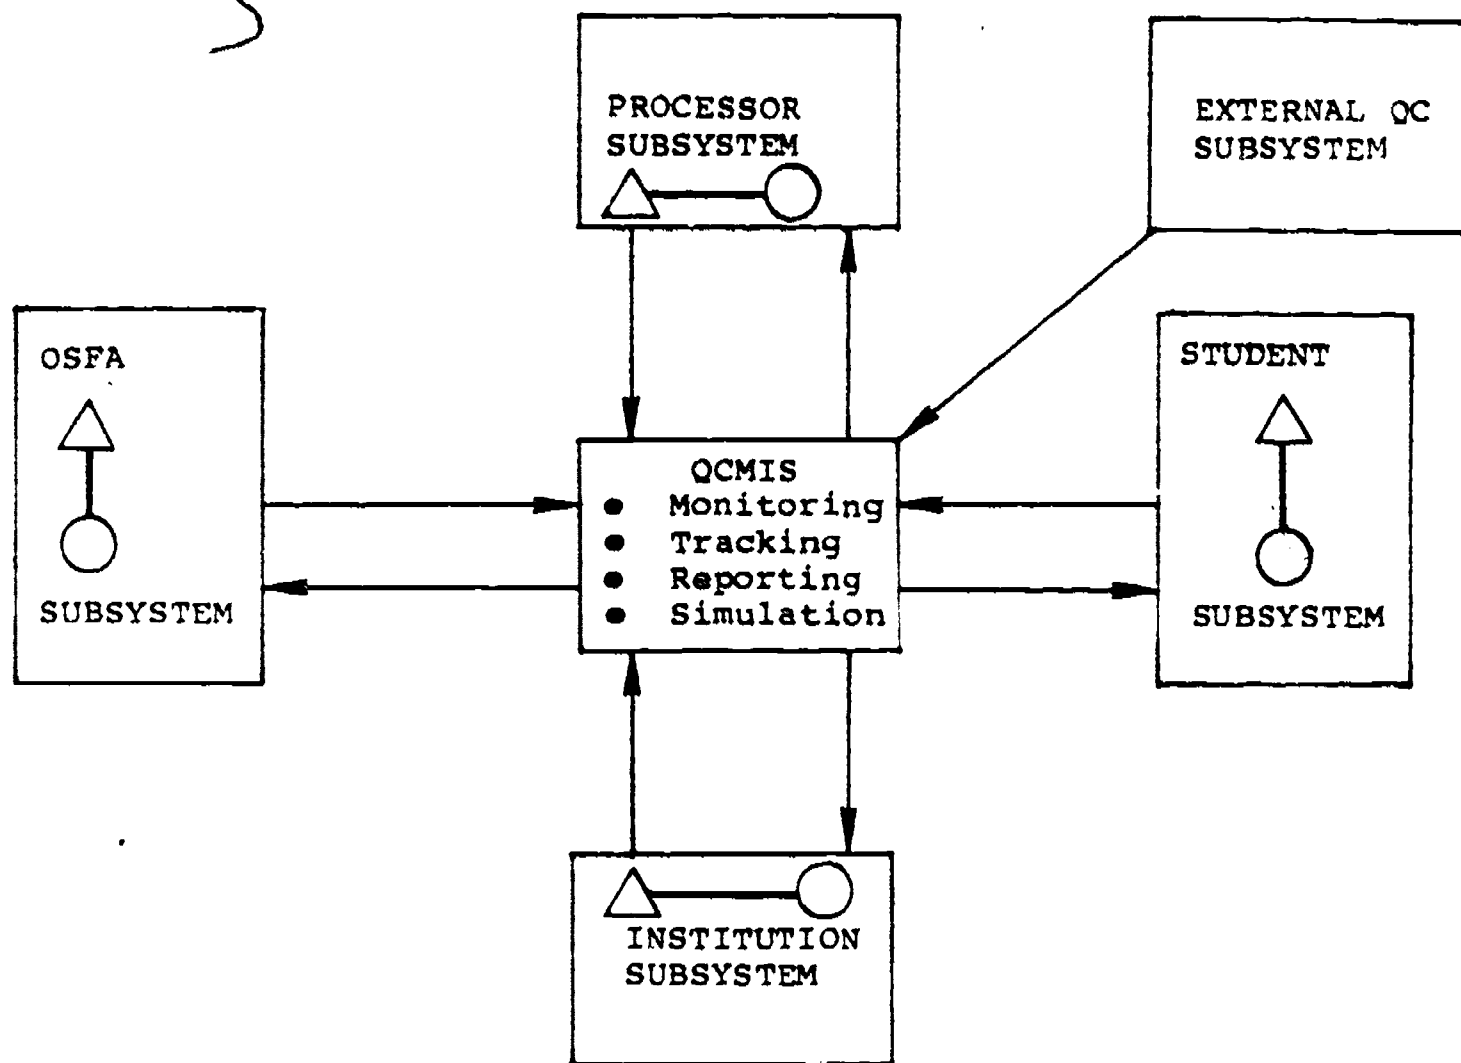 PROCESSOR
SUBSYSTEM
EXTERNAL QC
SUBSYSTEM
OSFA
SUBSYSTEM
QCMIS
● Monitoring
● Tracking
● Reporting
● Simulation
STUDENT
SUBSYSTEM
INSTITUTION
SUBSYSTEM